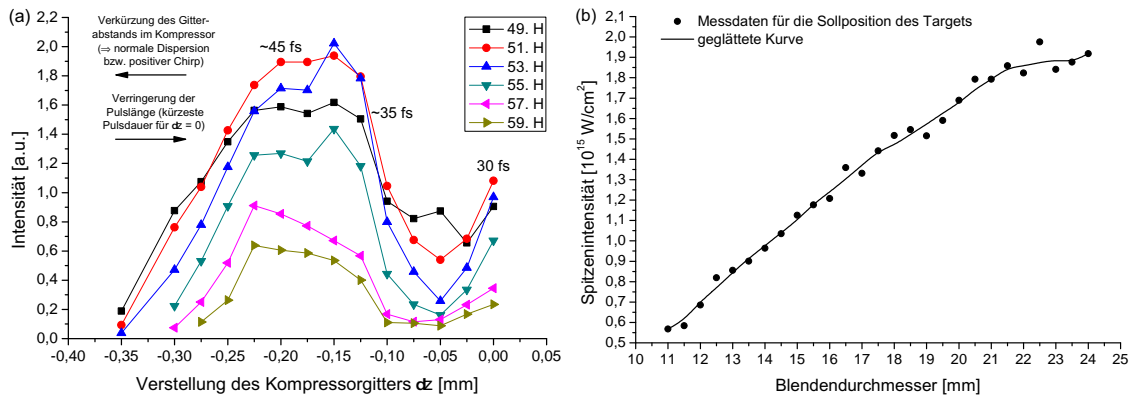 (a)
Verkürzung des Gitter-
abstands im Kompressor
(⇒ normale Dispersion
bzw. positiver Chirp)
Verringerung der
Pulslänge (kürzeste
Pulsdauer für dz = 0)
~45 fs
~35 fs
30 fs
49. H
51. H
53. H
55. H
57. H
59. H
Intensität [a.u.]
2,0
1,8
1,6
1,4
1,2
1,0
0,8
0,6
0,4
0,2
0,0
-0,40 -0,35 -0,30 -0,25 -0,20 -0,15 -0,10 -0,05 0,00 0,05
Verstellung des Kompressorgitters dz [mm]
(b)
Messdaten für die Sollposition des Targets
geglättete Kurve
Spitzenintensität [10¹⁵ W/cm²]
2,1
2,0
1,9
1,8
1,7
1,6
1,5
1,4
1,3
1,2
1,1
1,0
0,9
0,8
0,7
0,6
0,5
10 11 12 13 14 15 16 17 18 19 20 21 22 23 24 25
Blendendurchmesser [mm]